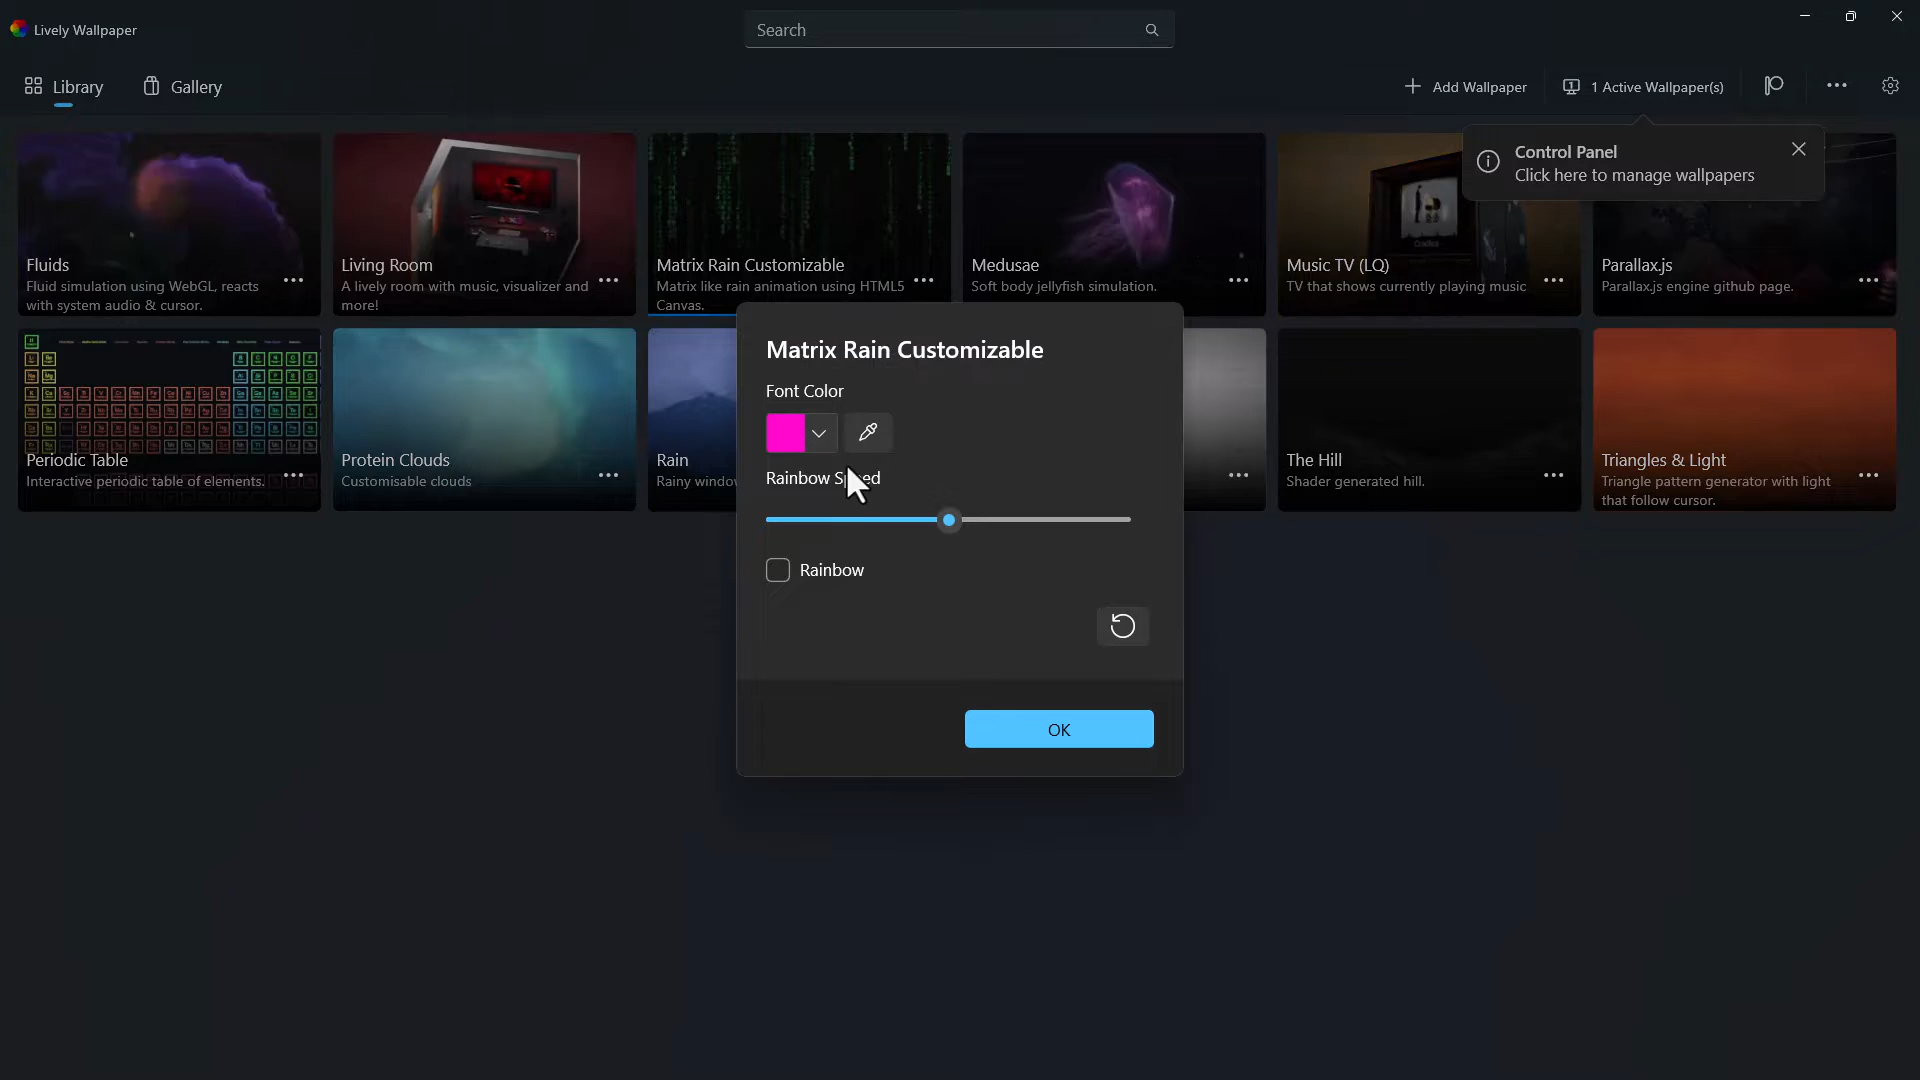 Lively Wallpaper
Search
Library
Gallery
Add Wallpaper
1 Active Wallpaper(s)
Control Panel
Click here to manage wallpapers
Fluids
Fluid simulation using WebGL, reacts
with system audio & cursor.
Living Room
A lively room with music, visualizer and
more!
Matrix Rain Customizable
Matrix like rain animation using HTML5
Canvas.
Medusae
Soft body jellyfish simulation.
Music TV (LQ)
TV that shows currently playing music
Parallax.js
Parallax.js engine github page.
Periodic Table
Interactive periodic table of elements.
Protein Clouds
Customisable clouds
Rain
Rainy window
The Hill
Shader generated hill.
Triangles & Light
Triangle pattern generator with light
that follow cursor.
Matrix Rain Customizable
Font Color
Rainbow Speed
Rainbow
OK